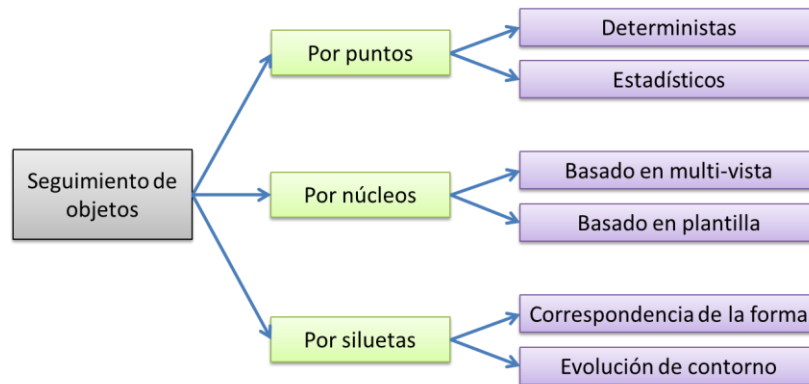 Seguimiento de
objetos
Por puntos
Deterministas
Estadísticos
Por núcleos
Basado en multi-vista
Basado en plantilla
Por siluetas
Correspondencia de la forma
Evolución de contorno